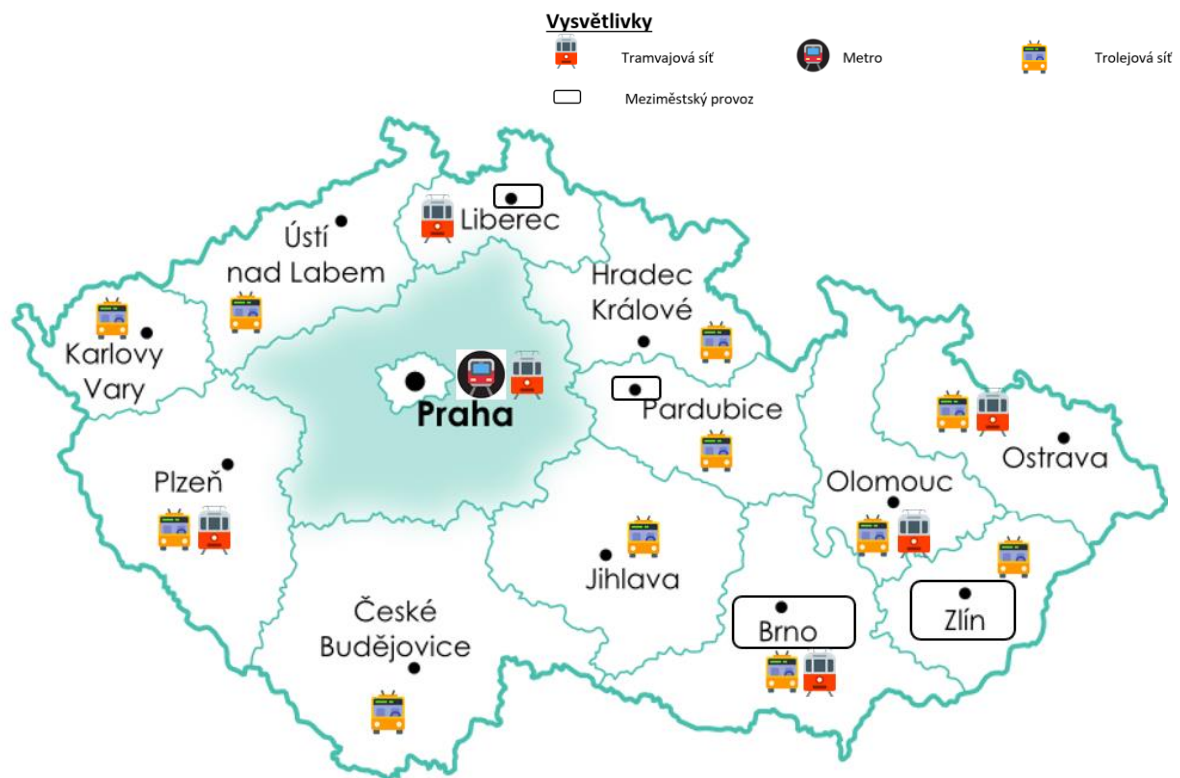 Vysvětlivky
Tramvajová síť
Metro
Trolejová síť
Meziměstský provoz
Liberec
Ústí
nad Labem
Hradec
Králové
Karlovy
Vary
Praha
Pardubice
Plzeň
Olomouc
Ostrava
Jihlava
České
Budějovice
Brno
Zlín